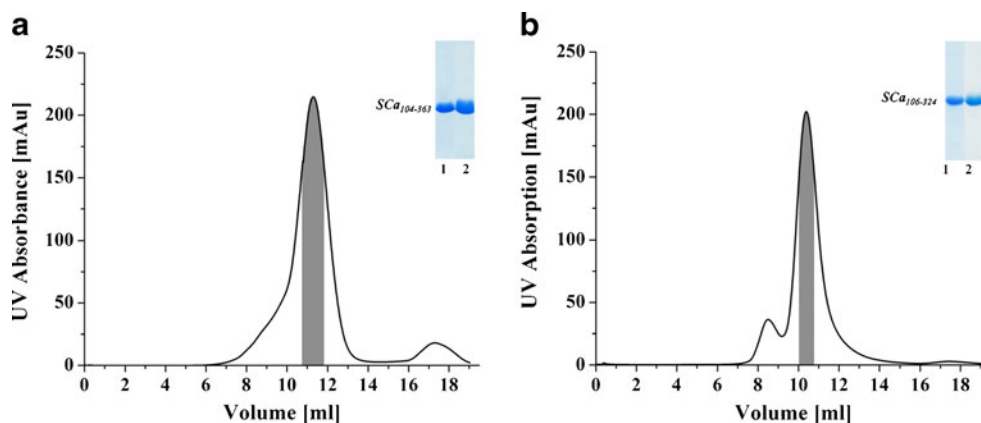 a
250
200
150
100
50
0
UV Absorbance [mAu]
0 2 4 6 8 10 12 14 16 18
Volume [ml]
SCa104-363
1 2
b
250
200
150
100
50
0
UV Absorption [mAu]
0 2 4 6 8 10 12 14 16 18
Volume [ml]
SCa106-324
1 2